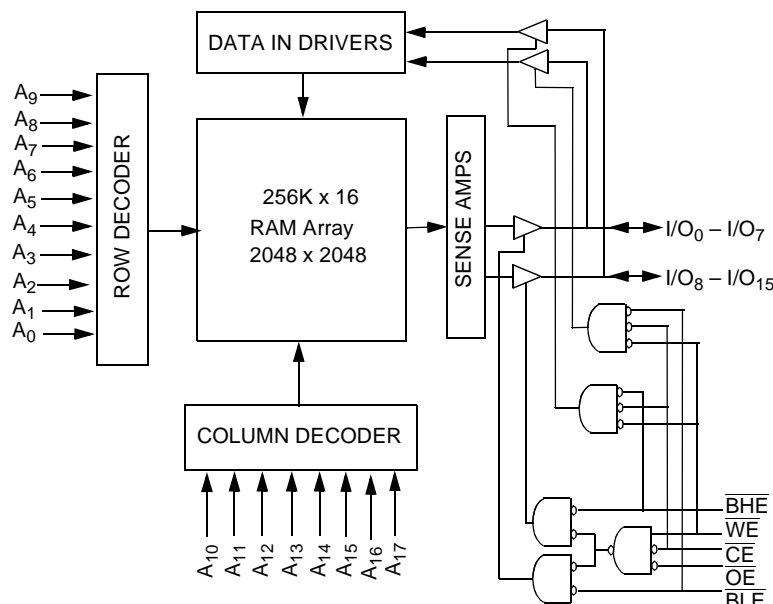 DATA IN DRIVERS
A9
A8
A7
A6
A5
A4
A3
A2
A1
A0
ROW DECODER
256K x 16
RAM Array
2048 x 2048
SENSE AMPS
I/O0 – I/O7
I/O8 – I/O15
COLUMN DECODER
A10
A11
A12
A13
A14
A15
A16
A17
BHE
WE
CE
OE
BLE